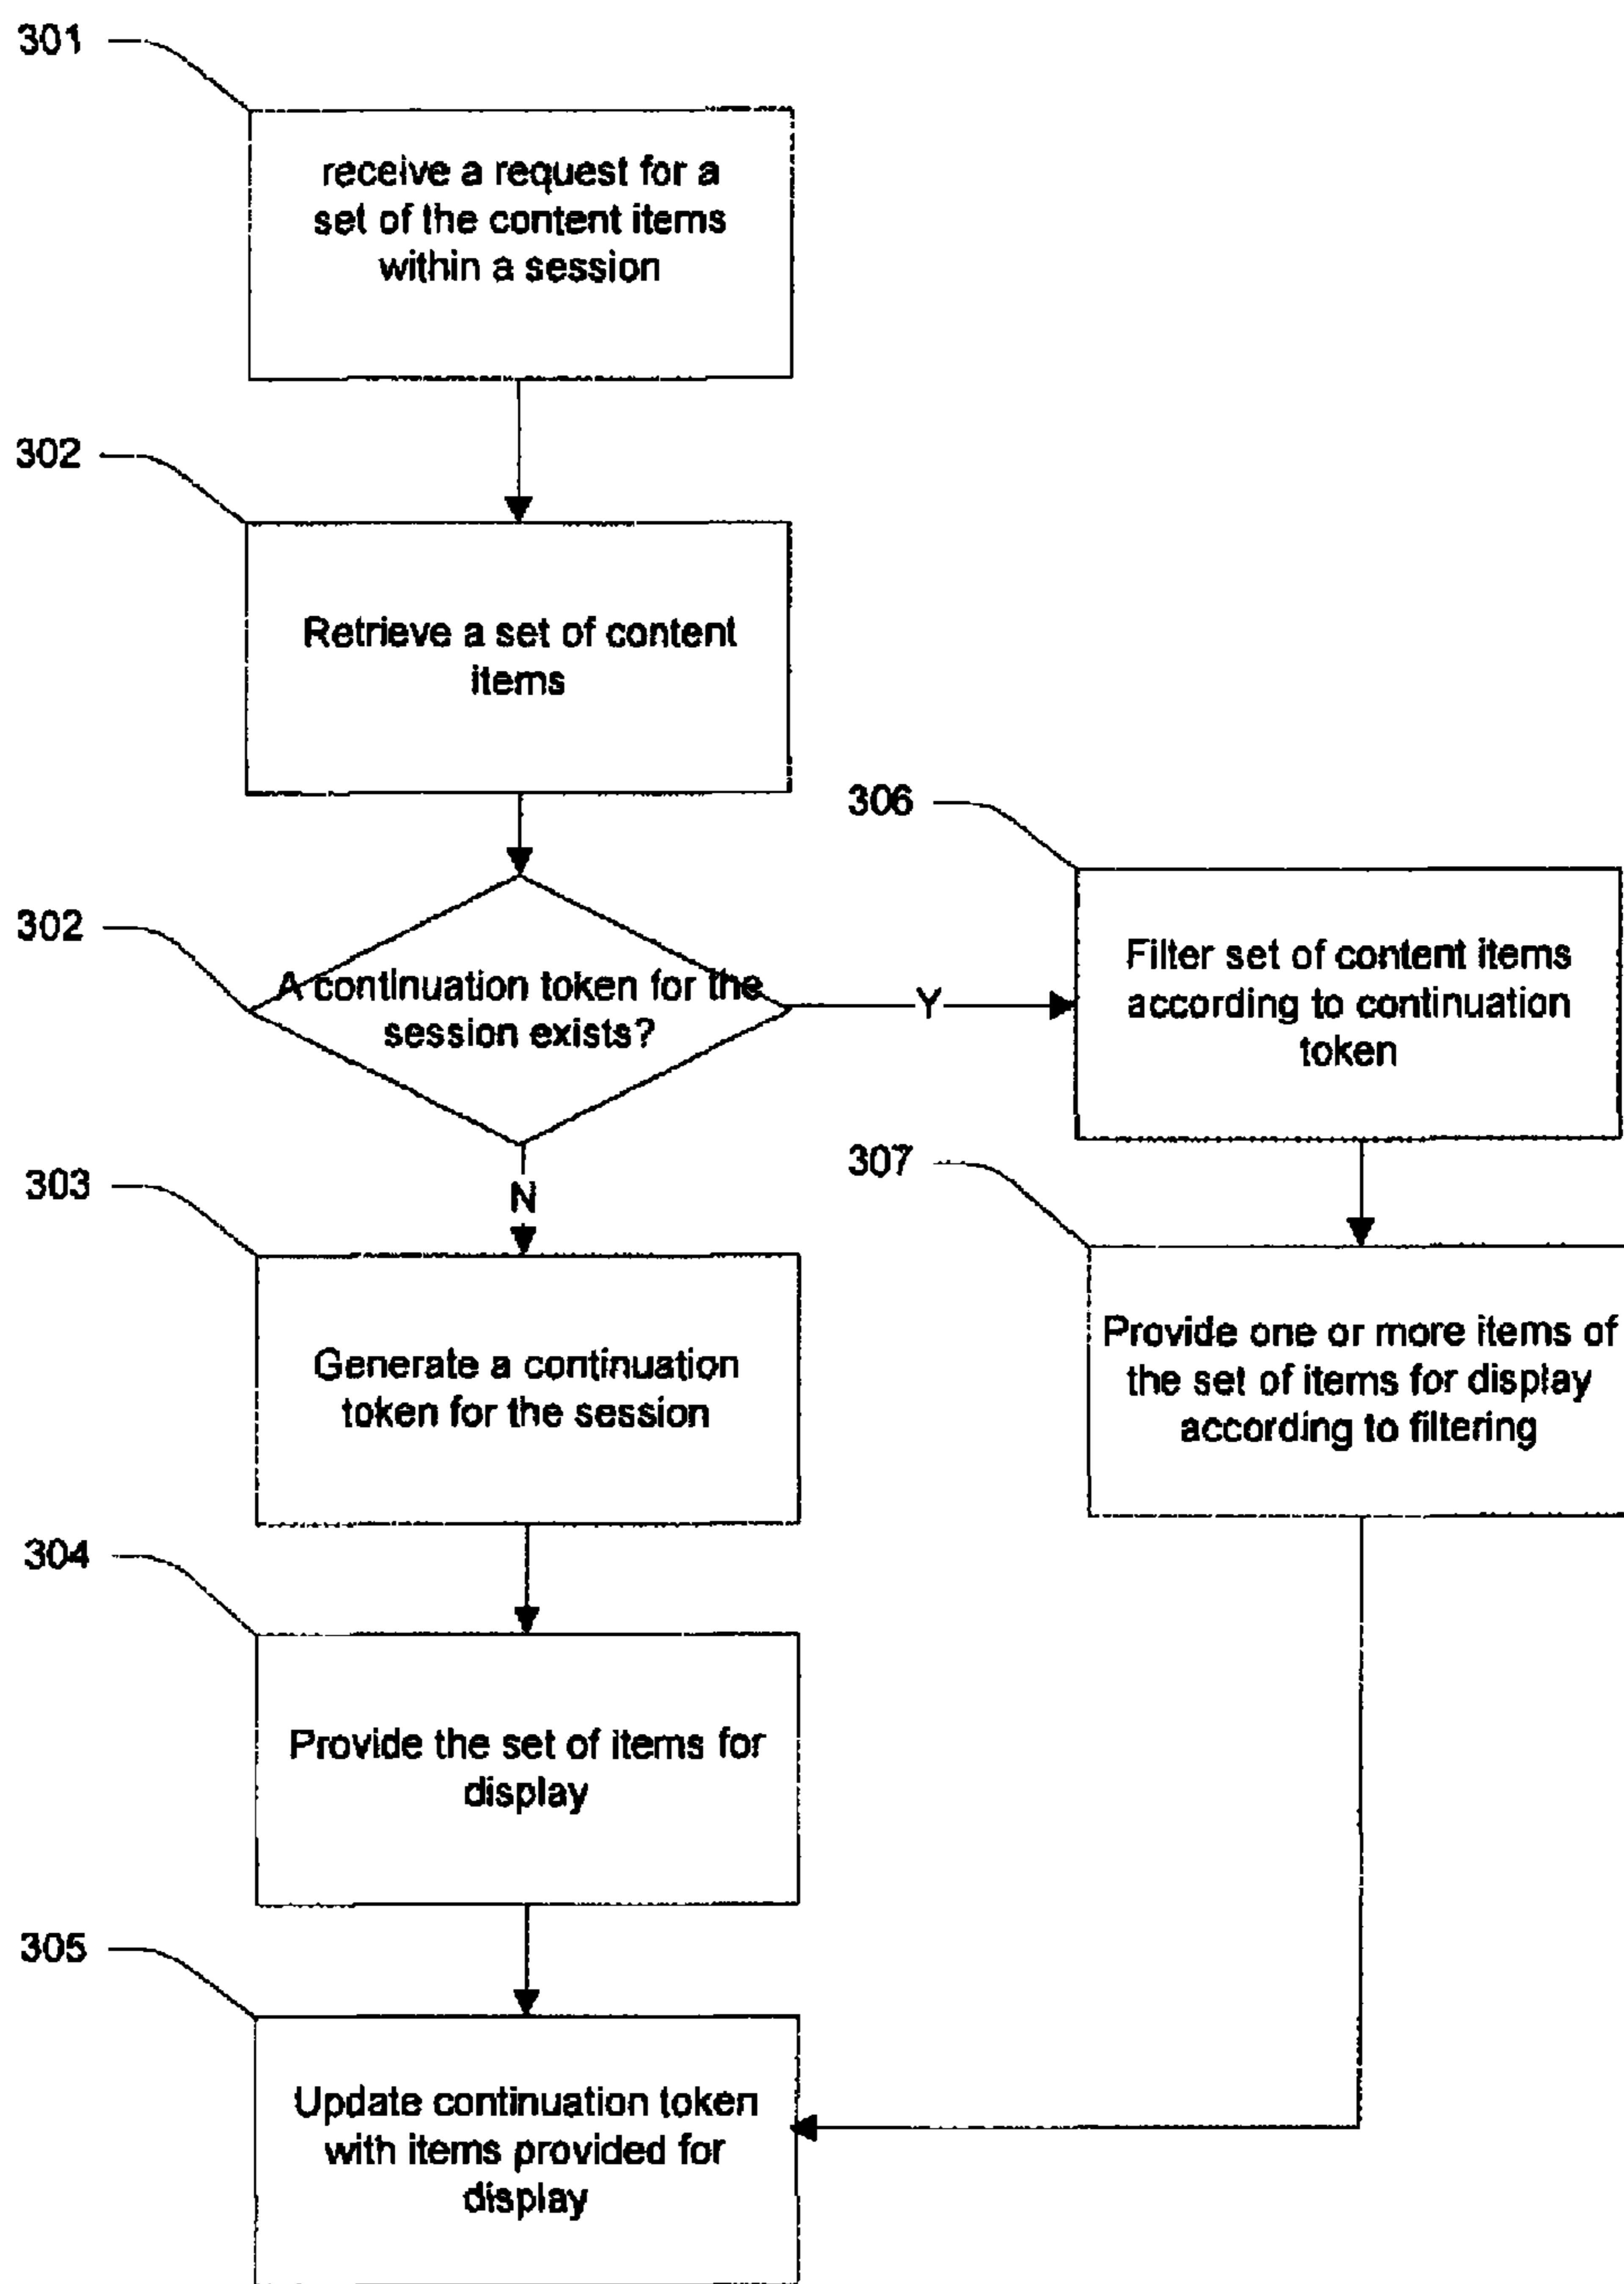 301
receive a request for a
set of the content items
within a session
302
Retrieve a set of content
items
302
A continuation token for the
session exists?
Y
N
306
Filter set of content items
according to continuation
token
307
Provide one or more items of
the set of items for display
according to filtering
303
Generate a continuation
token for the session
304
Provide the set of items for
display
305
Update continuation token
with items provided for
display